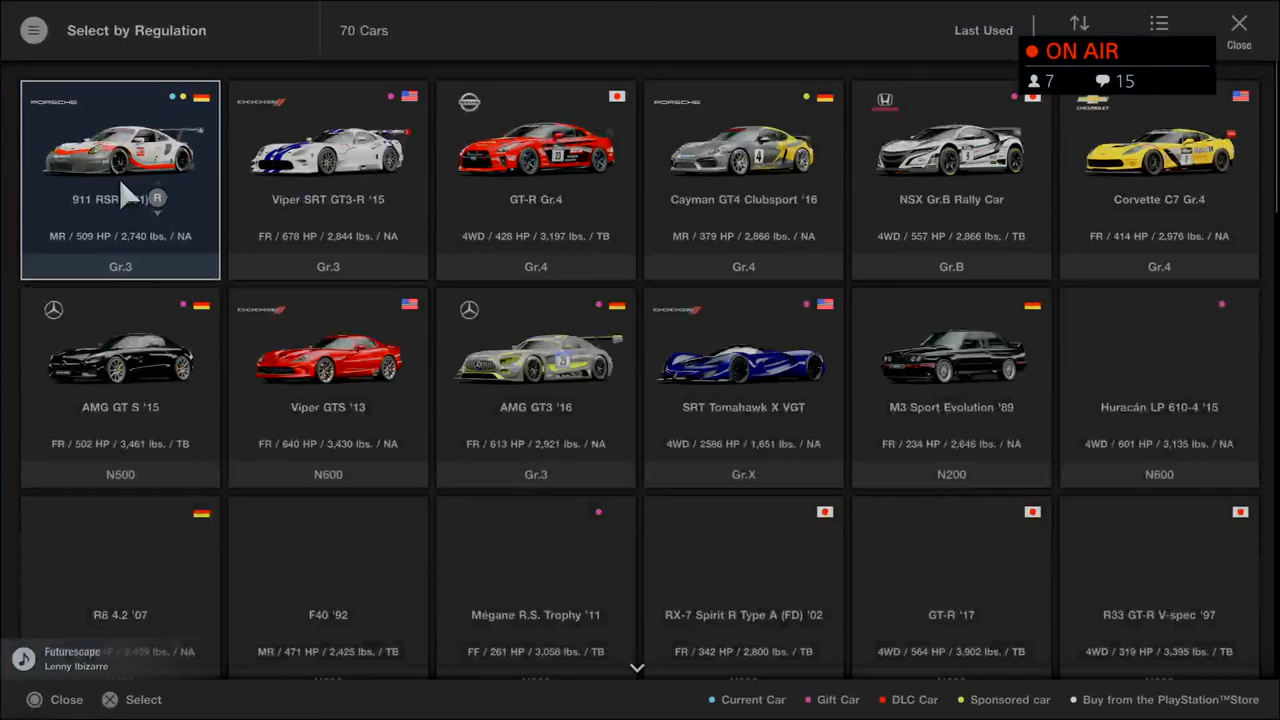 Select by Regulation
70 Cars
Last Used
Close
ON AIR
7
15
PORSCHE
911 RSR
MR / 509 HP / 2,740 lbs. / NA
Gr.3
DODGE
Viper SRT GT3-R '15
FR / 678 HP / 2,844 lbs. / NA
Gr.3
NISSAN
GT-R Gr.4
4WD / 428 HP / 3,197 lbs. / TB
Gr.4
PORSCHE
Cayman GT4 Clubsport '16
MR / 379 HP / 2,866 lbs. / NA
Gr.4
HONDA
NSX Gr.B Rally Car
4WD / 557 HP / 2,866 lbs. / TB
Gr.B
CHEVROLET
Corvette C7 Gr.4
FR / 414 HP / 2,976 lbs. / NA
Gr.4
R
AMG GT S '15
FR / 502 HP / 3,461 lbs. / TB
N500
DODGE
Viper GTS '13
FR / 640 HP / 3,430 lbs. / NA
N600
AMG GT3 '16
FR / 613 HP / 2,921 lbs. / NA
Gr.3
DODGE
SRT Tomahawk X VGT
4WD / 2586 HP / 1,651 lbs. / NA
Gr.X
M3 Sport Evolution '89
FR / 234 HP / 2,646 lbs. / NA
N200
Huracán LP 610-4 '15
4WD / 601 HP / 3,135 lbs. / NA
N600
R8 4.2 '07
lbs. / NA
F40 '92
MR / 471 HP / 2,425 lbs. / TB
Mégane R.S. Trophy '11
FF / 261 HP / 3,058 lbs. / TB
RX-7 Spirit R Type A (FD) '02
FR / 342 HP / 2,800 lbs. / TB
GT-R '17
4WD / 564 HP / 3,902 lbs. / TB
R33 GT-R V-spec '97
4WD / 319 HP / 3,395 lbs. / TB
Futurescape
Lenny Ibizarre
Close
Select
Current Car
Gift Car
DLC Car
Sponsored car
Buy from the PlayStation™Store